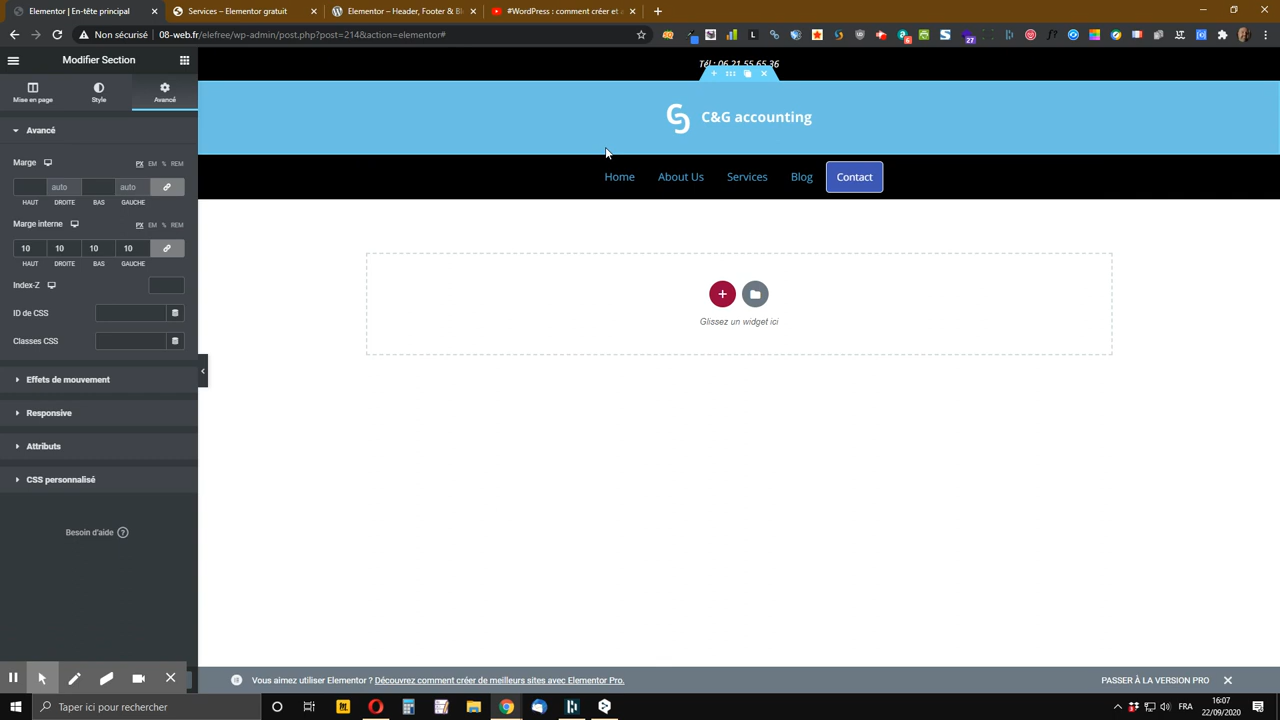 Elementor | En-tête principal
Services – Elementor gratuit
Elementor – Header, Footer & Bl
#WordPress : comment créer et a
Non sécurisé
08-web.fr/elefree/wp-admin/post.php?post=214&action=elementor#
6
27
Modifier Section
Mise en page
Style
Avancé
Avancé
Marge
PX EM % REM
auto auto
HAUT DROITE BAS GAUCHE
Marge interne
PX EM % REM
10 10 10 10
HAUT DROITE BAS GAUCHE
Index-Z
de CSS
Classes CSS
Effets de mouvement
Responsive
Attributs
CSS personnalisé
Besoin d'aide
Tél : 06 21 55 65 36
C&G accounting
Home
About Us
Services
Blog
Contact
Glissez un widget ici
Vous aimez utiliser Elementor ? Découvrez comment créer de meilleurs sites avec Elementor Pro.
PASSER À LA VERSION PRO
Taper ici pour rechercher
FRA
16:07
22/09/2020